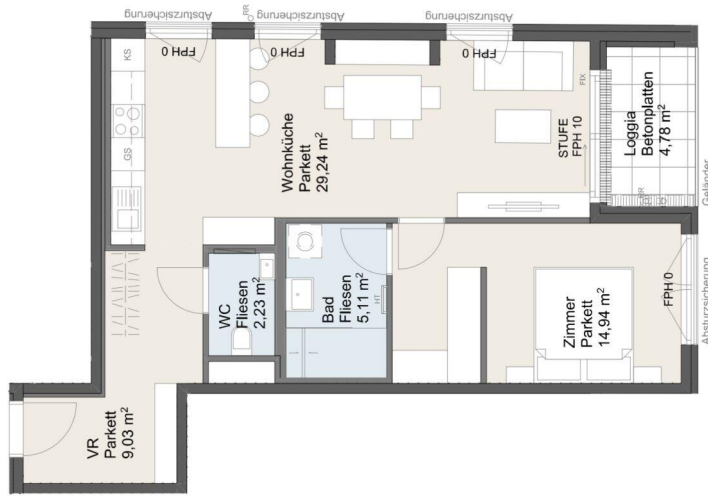 Absturzsicherung
RR
Absturzsicherung
Absturzsicherung
FPH 0
FPH 0
FPH 0
KS
GS
Wohnküche
Parkett
29,24 m²
FIX
STUFE
FPH 10
Loggia
Betonplatten
4,78 m²
RR
Geländer
WC
Fliesen
2,23 m²
Bad
Fliesen
5,11 m²
HT
Zimmer
Parkett
14,94 m²
FPH 0
Absturzsicherung
VR
Parkett
9,03 m²